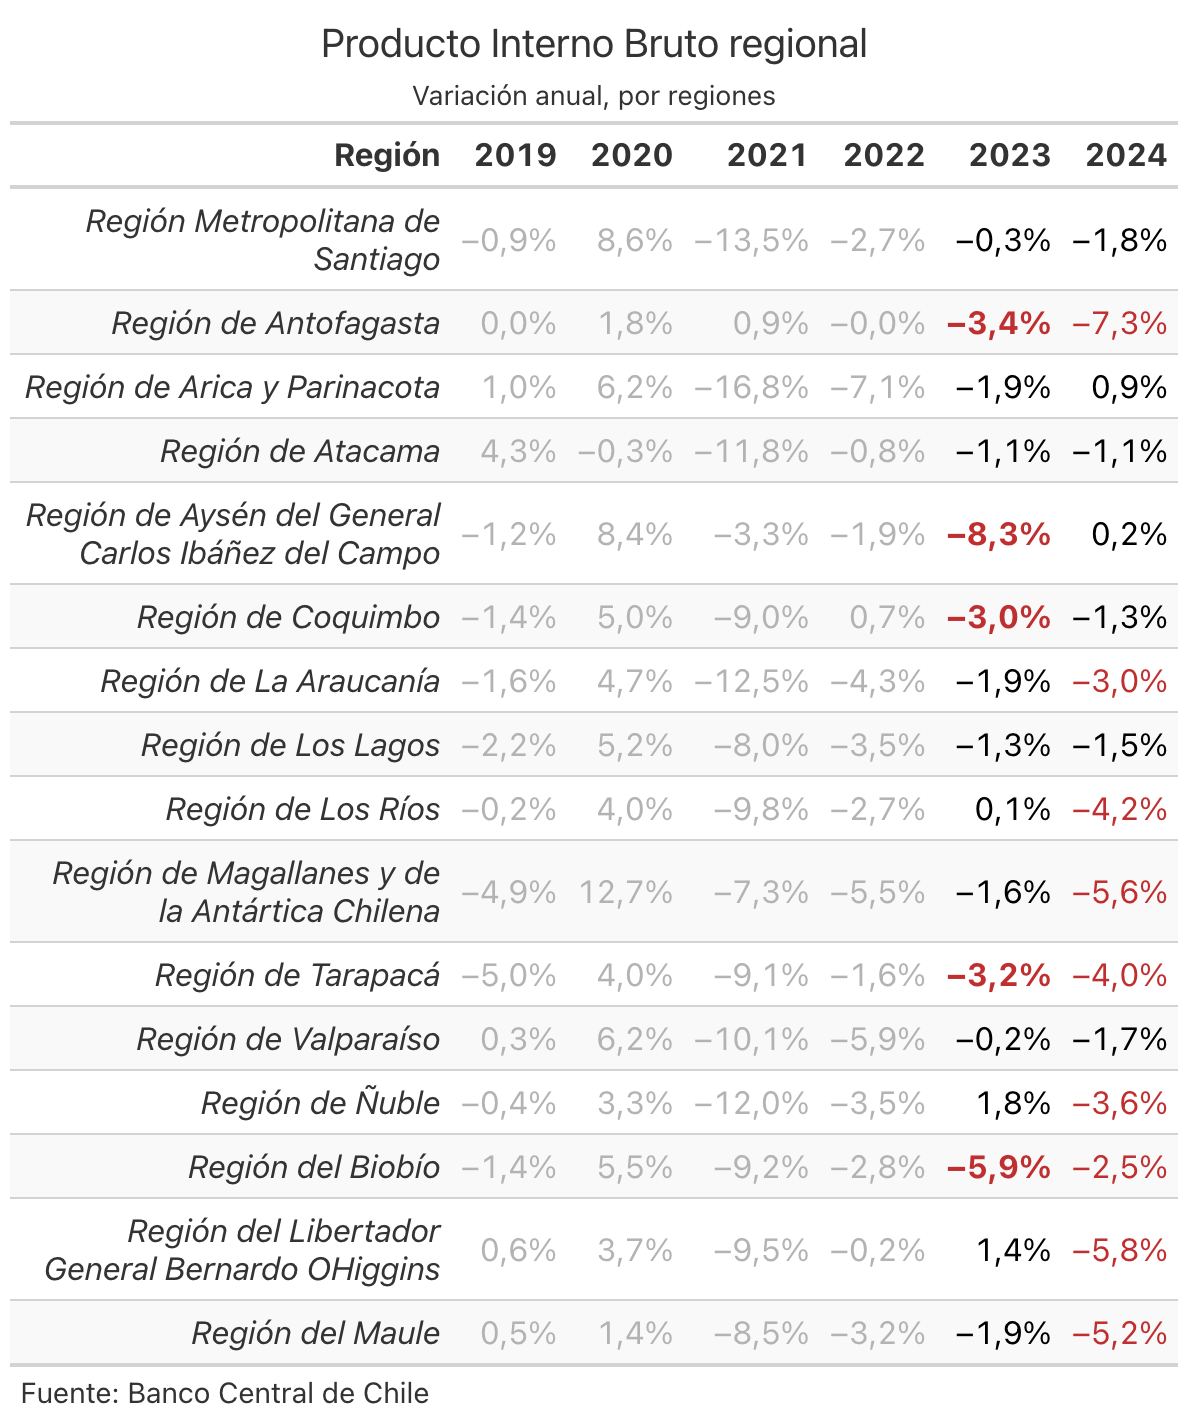 Producto Interno Bruto regional
Variación anual, por regiones
Región 2019 2020 2021 2022 2023 2024
Región Metropolitana de
Santiago −0,9% 8,6% −13,5% −2,7% −0,3% −1,8%
Región de Antofagasta 0,0% 1,8% 0,9% −0,0% −3,4% −7,3%
Región de Arica y Parinacota 1,0% 6,2% −16,8% −7,1% −1,9% 0,9%
Región de Atacama 4,3% −0,3% −11,8% −0,8% −1,1% −1,1%
Región de Aysén del General
Carlos Ibáñez del Campo −1,2% 8,4% −3,3% −1,9% −8,3% 0,2%
Región de Coquimbo −1,4% 5,0% −9,0% 0,7% −3,0% −1,3%
Región de La Araucanía −1,6% 4,7% −12,5% −4,3% −1,9% −3,0%
Región de Los Lagos −2,2% 5,2% −8,0% −3,5% −1,3% −1,5%
Región de Los Ríos −0,2% 4,0% −9,8% −2,7% 0,1% −4,2%
Región de Magallanes y de
la Antártica Chilena −4,9% 12,7% −7,3% −5,5% −1,6% −5,6%
Región de Tarapacá −5,0% 4,0% −9,1% −1,6% −3,2% −4,0%
Región de Valparaíso 0,3% 6,2% −10,1% −5,9% −0,2% −1,7%
Región de Ñuble −0,4% 3,3% −12,0% −3,5% 1,8% −3,6%
Región del Biobío −1,4% 5,5% −9,2% −2,8% −5,9% −2,5%
Región del Libertador
General Bernardo OHiggins 0,6% 3,7% −9,5% −0,2% 1,4% −5,8%
Región del Maule 0,5% 1,4% −8,5% −3,2% −1,9% −5,2%
Fuente: Banco Central de Chile